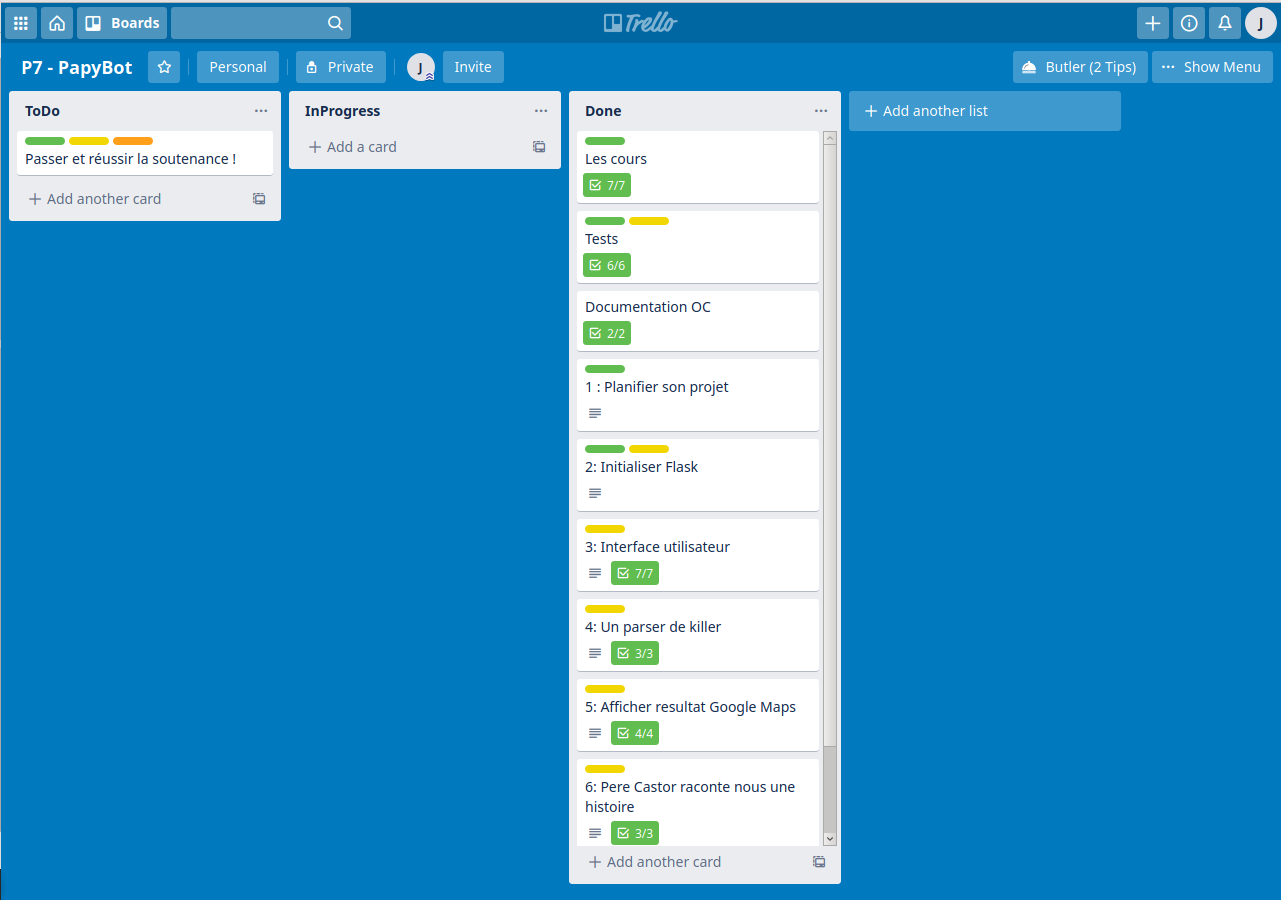 Boards
Trello
J
P7 - PapyBot
Personal
Private
J
Invite
Butler (2 Tips)
Show Menu
ToDo
Passer et réussir la soutenance !
Add another card
InProgress
Add a card
Done
Les cours
7/7
Tests
6/6
Documentation OC
2/2
1 : Planifier son projet
2: Initialiser Flask
3: Interface utilisateur
7/7
4: Un parser de killer
3/3
5: Afficher resultat Google Maps
4/4
6: Pere Castor raconte nous une
histoire
3/3
Add another card
Add another list